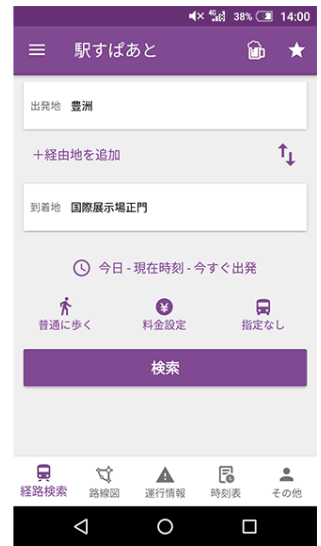 4G 38% 14:00
駅すぱあと
出発地 豊洲
＋経由地を追加
到着地 国際展示場正門
今日 - 現在時刻 - 今すぐ出発
普通に歩く 料金設定 指定なし
検索
経路検索 路線図 運行情報 時刻表 その他